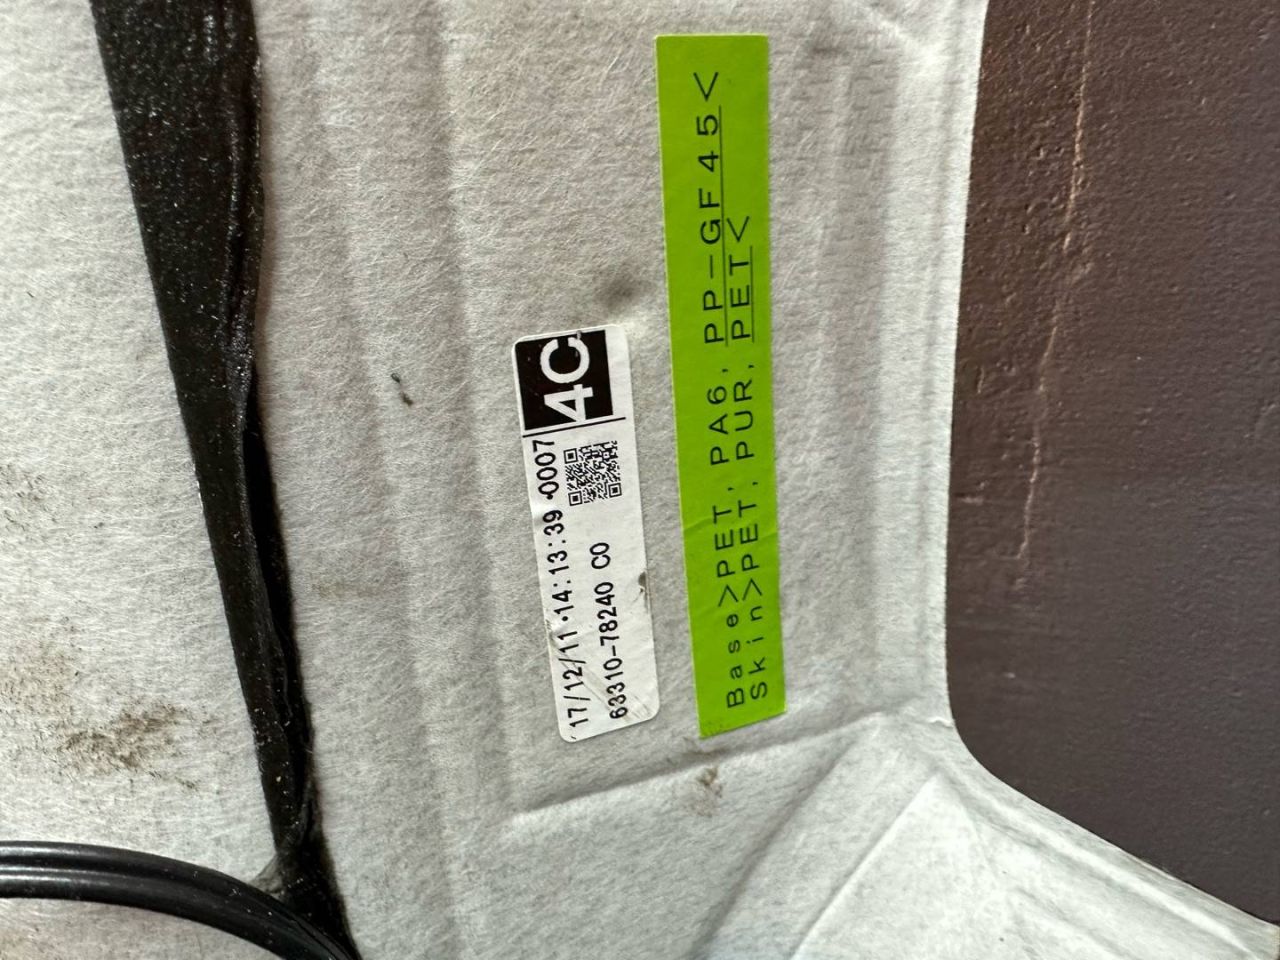 4C
17/12/11・14:13:39・0007
63310-78240 C0
Base>PET, PA6, PP-GF45<
Skin>PET, PUR, PET<